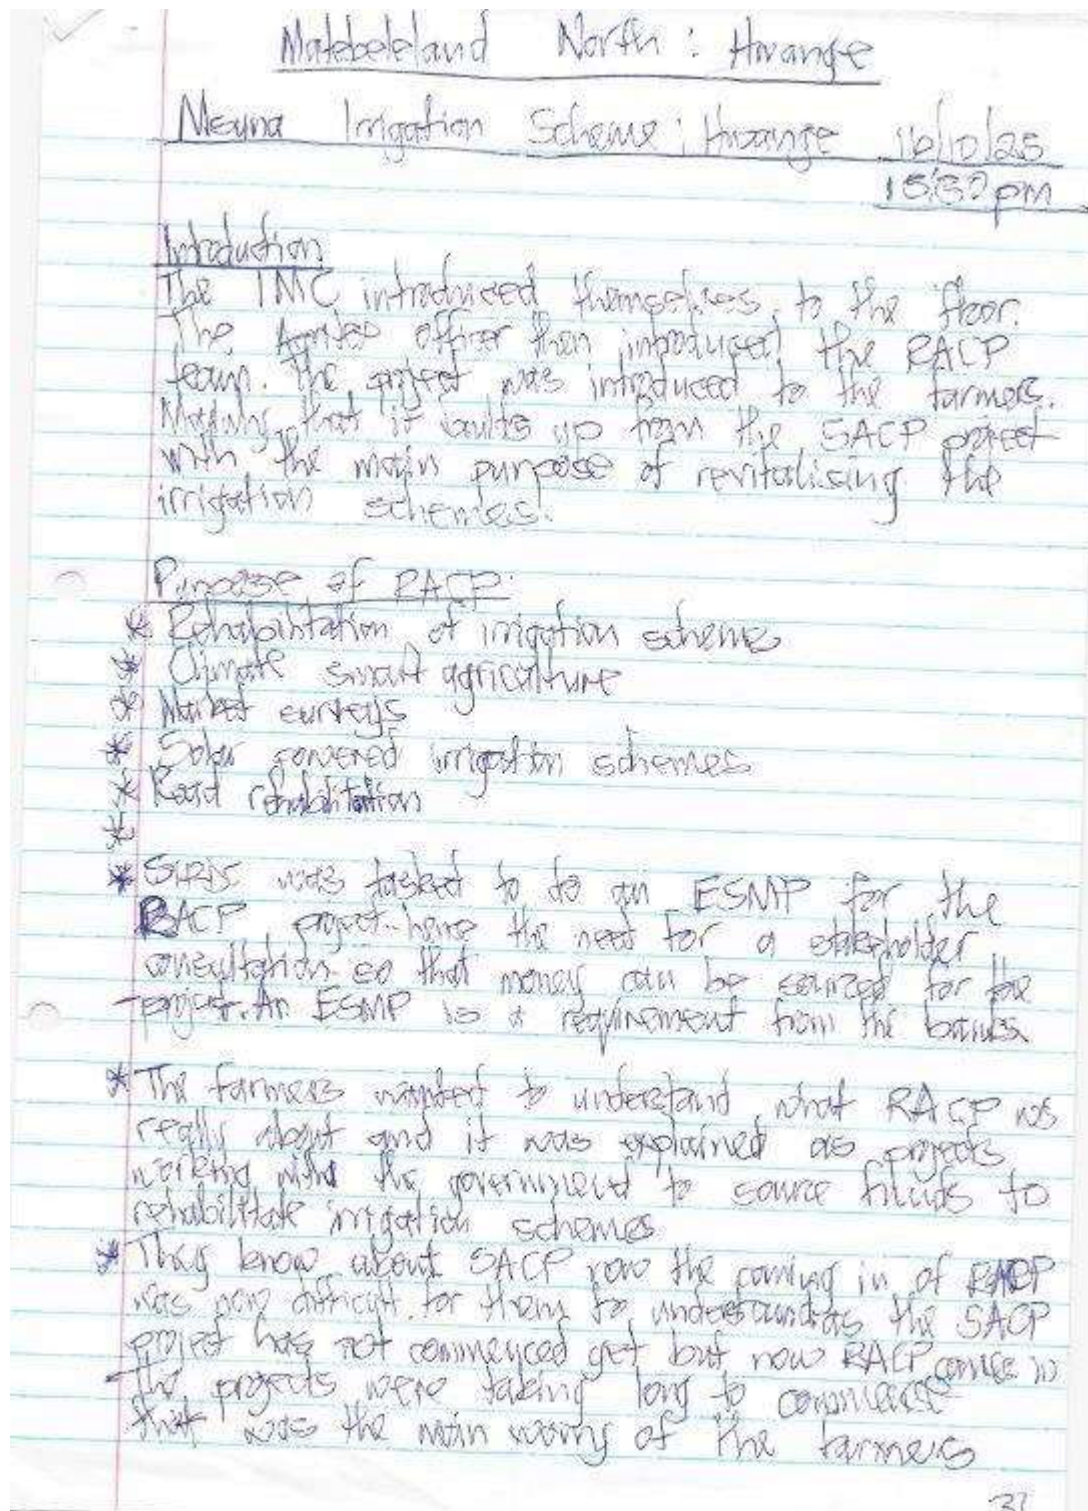 Matebeleland North : Hwange
Irrigation Scheme : Hwange 16/10/25
pm
Introduction
The IMC introduced themselves to the floor.
The officer then introduced the RACP
team. The project was introduced to the farmers.
that it up from the SACP project
with the main purpose of revitalising the
irrigation schemes.
Purpose of RACP:
* Rehabilitation of irrigation schemes
* Climate smart agriculture
* Market surveys
* Solar powered irrigation schemes
* Road rehabilitation
*
* was tasked to do an ESMP for the
RACP project hence the need for a stakeholder
consultation so that money can be sourced for the
project. An ESMP is a requirement from the banks
* The farmers wanted to understand what RACP was
really about and it was explained as projects
working with the government to source funds to
rehabilitate irrigation schemes
* They know about SACP now the coming in of RACP
was now difficult for them to understand as the SACP
project has not commenced yet but now RACP comes in
The projects were taking long to commence
that was the main worry of the farmers